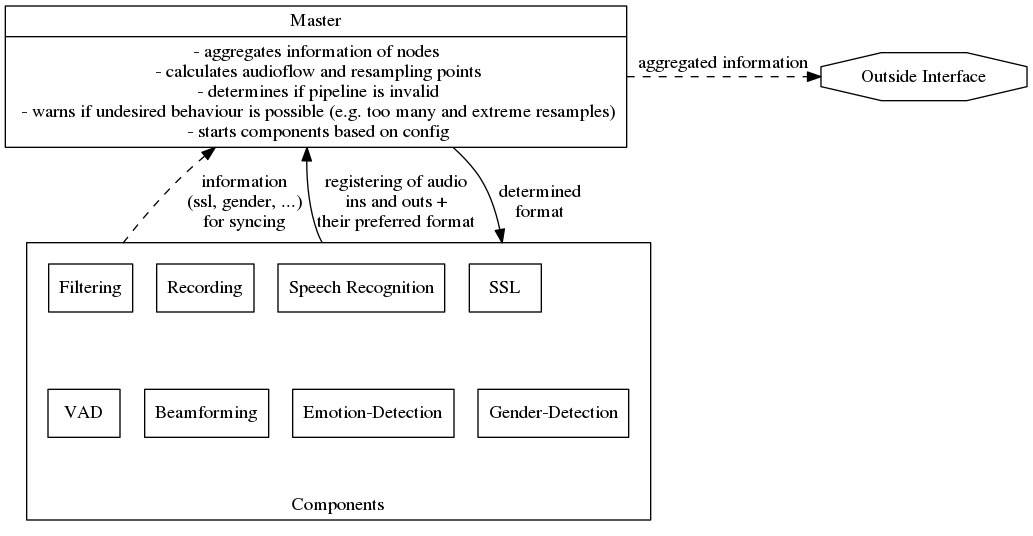 Master
- aggregates information of nodes
- calculates audioflow and resampling points
- determines if pipeline is invalid
- warns if undesired behaviour is possible (e.g. too many and extreme resamples)
- starts components based on config
aggregated information
Outside Interface
information
(ssl, gender, ...)
for syncing
registering of audio
ins and outs +
their preferred format
determined
format
Filtering
Recording
Speech Recognition
SSL
VAD
Beamforming
Emotion-Detection
Gender-Detection
Components